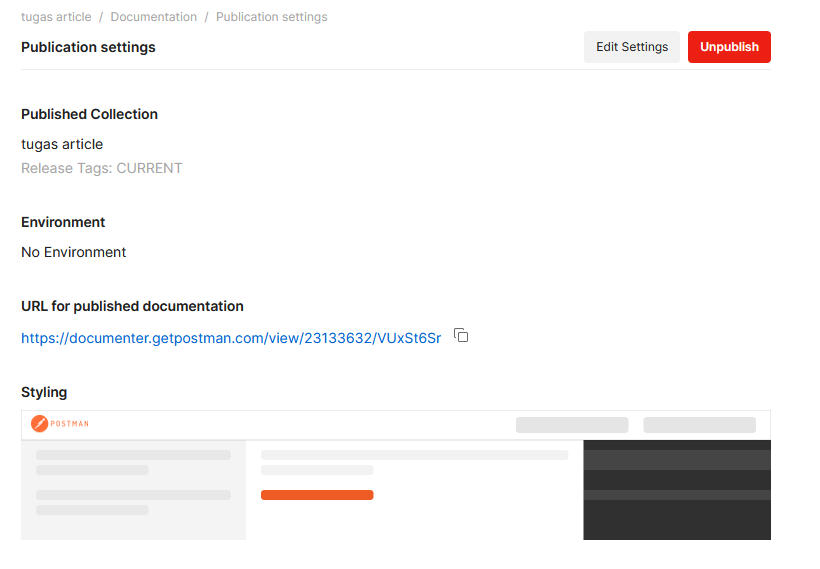 tugas article / Documentation / Publication settings
Publication settings
Edit Settings
Unpublish
Published Collection
tugas article
Release Tags: CURRENT
Environment
No Environment
URL for published documentation
https://documenter.getpostman.com/view/23133632/VUxSt6Sr
Styling
POSTMAN